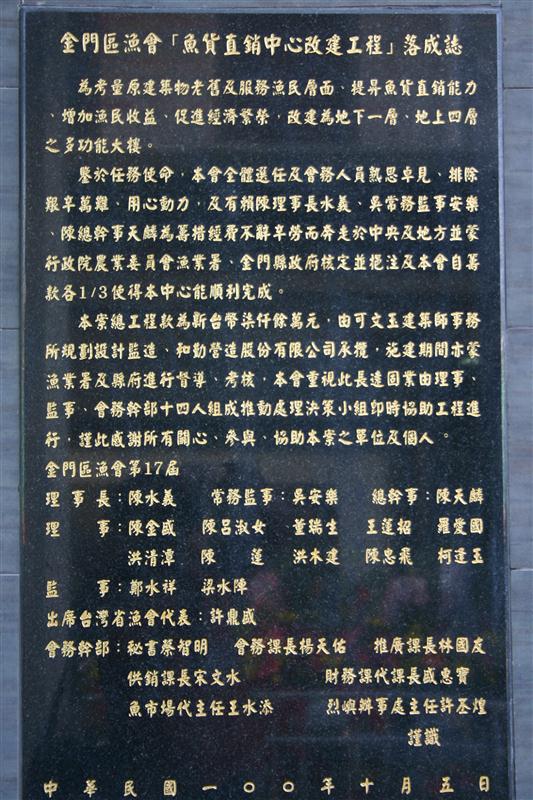 金門區漁會「魚貨直銷中心改建工程」落成誌
為考量原建築物老舊及服務漁民層面、提昇魚貨直銷能力
、增加漁民收益、促進經濟繁榮，改建為地下一層、地上四層
之多功能大樓。
鑒於任務使命，本會全體選任及會務人員熟思卓見、排除
艱辛萬難、用心動力，及有賴陳理事長水義、吳常務監事安樂
、陳總幹事天麟為籌措經費不辭辛勞而奔走於中央及地方並蒙
行政院農業委員會漁業署、金門縣政府核定並挹注及本會自籌
款各1/3使得本中心能順利完成。
本案總工程款為新台幣柒仟餘萬元，由可文玉建築師事務
所規劃設計監造、和勤營造股份有限公司承攬，施建期間亦蒙
漁業署及縣府進行督導、考核，本會重視此長遠固業由理事、
監事、會務幹部十四人組成推動處理決策小組即時協助工程進
行，謹此感謝所有關心、參與、協助本案之單位及個人。
金門區漁會第17屆
理事長：陳水義 常務監事：吳安樂 總幹事：陳天麟
理事：陳金盛 陳呂淑女 董瑞生 王蓮招 羅愛國
洪清漳 陳蓮 洪木建 陳忠飛 柯逢玉
監事：鄭水祥 梁水陣
出席台灣省漁會代表：許鼎盛
會務幹部：秘書蔡智明 會務課長楊天佑 推廣課長林國友
供銷課長宋文水 財務課代課長盛惠寶
魚市場代主任王水添 烈嶼辦事處主任許丕煌
謹識
中華民國一〇〇年十月五日